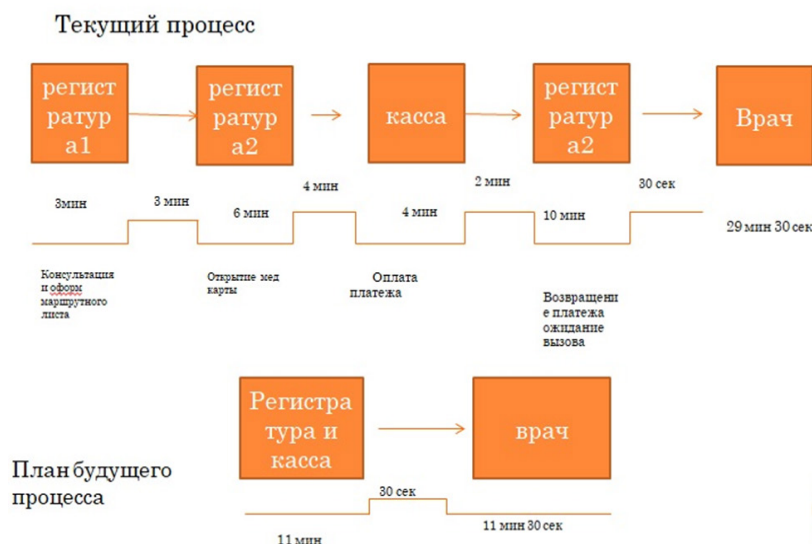 Текущий процесс
регист
ратур
а1
регист
ратур
а2
касса
регист
ратур
а2
Врач
3мин
3 мин
6 мин
4 мин
4 мин
2 мин
10 мин
30 сек
29 мин 30 сек
Консультация
и оформ
маршрутного
листа
Открытие мед
карты
Оплата
платежа
Возвращени
е платежа
ожидание
вызова
План будущего
процесса
Регистра
тура и
касса
врач
11 мин
30 сек
11 мин 30 сек